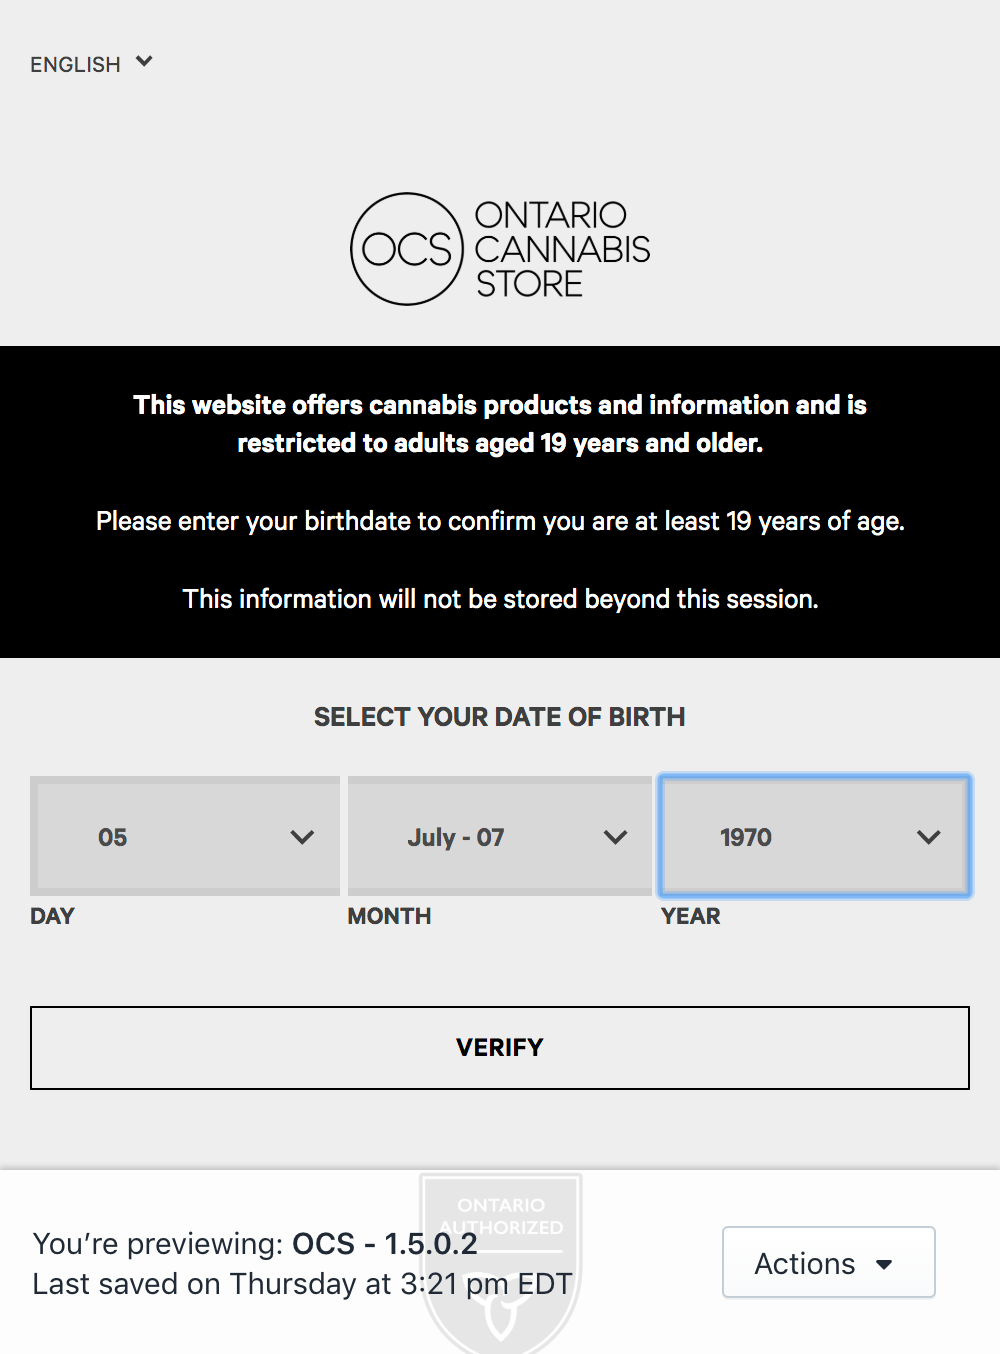 ENGLISH
OCS
ONTARIO
CANNABIS
STORE
This website offers cannabis products and information and is
restricted to adults aged 19 years and older.
Please enter your birthdate to confirm you are at least 19 years of age.
This information will not be stored beyond this session.
SELECT YOUR DATE OF BIRTH
05
July - 07
1970
DAY
MONTH
YEAR
VERIFY
ONTARIO
AUTHORIZED
You’re previewing: OCS - 1.5.0.2
Last saved on Thursday at 3:21 pm EDT
Actions